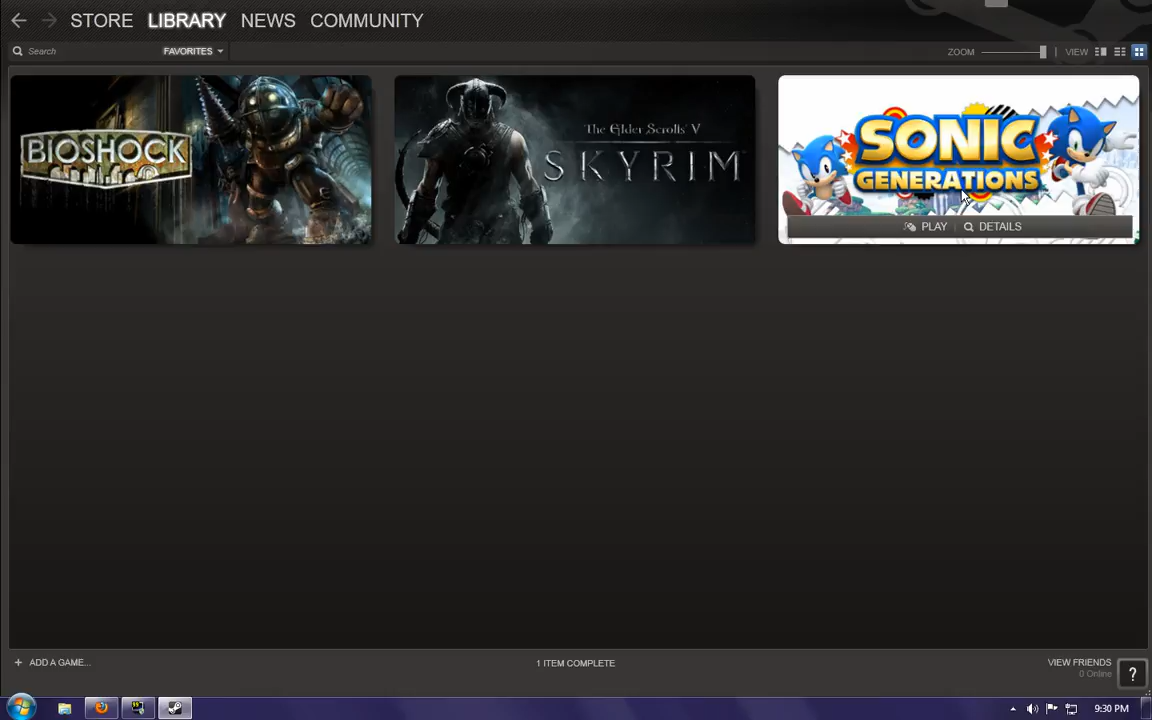 STORE LIBRARY NEWS COMMUNITY
Search FAVORITES ZOOM VIEW
BIOSHOCK
The Elder Scrolls V
SKYRIM
SONIC
GENERATIONS
PLAY DETAILS
+ ADD A GAME... 1 ITEM COMPLETE VIEW FRIENDS
0 Online
?
9:30 PM